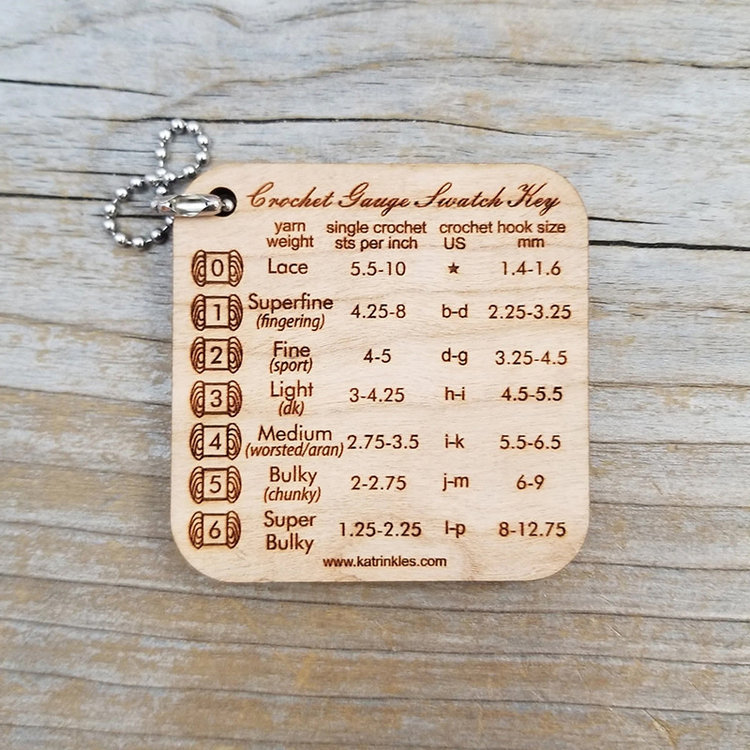 Crochet Gauge Swatch Key
yarn weight single crochet sts per inch crochet hook size US mm
0 Lace 5.5-10 ★ 1.4-1.6
1 Superfine (fingering) 4.25-8 b-d 2.25-3.25
2 Fine (sport) 4-5 d-g 3.25-4.5
3 Light (dk) 3-4.25 h-i 4.5-5.5
4 Medium (worsted/aran) 2.75-3.5 i-k 5.5-6.5
5 Bulky (chunky) 2-2.75 j-m 6-9
6 Super Bulky 1.25-2.25 l-p 8-12.75
www.katrinkles.com